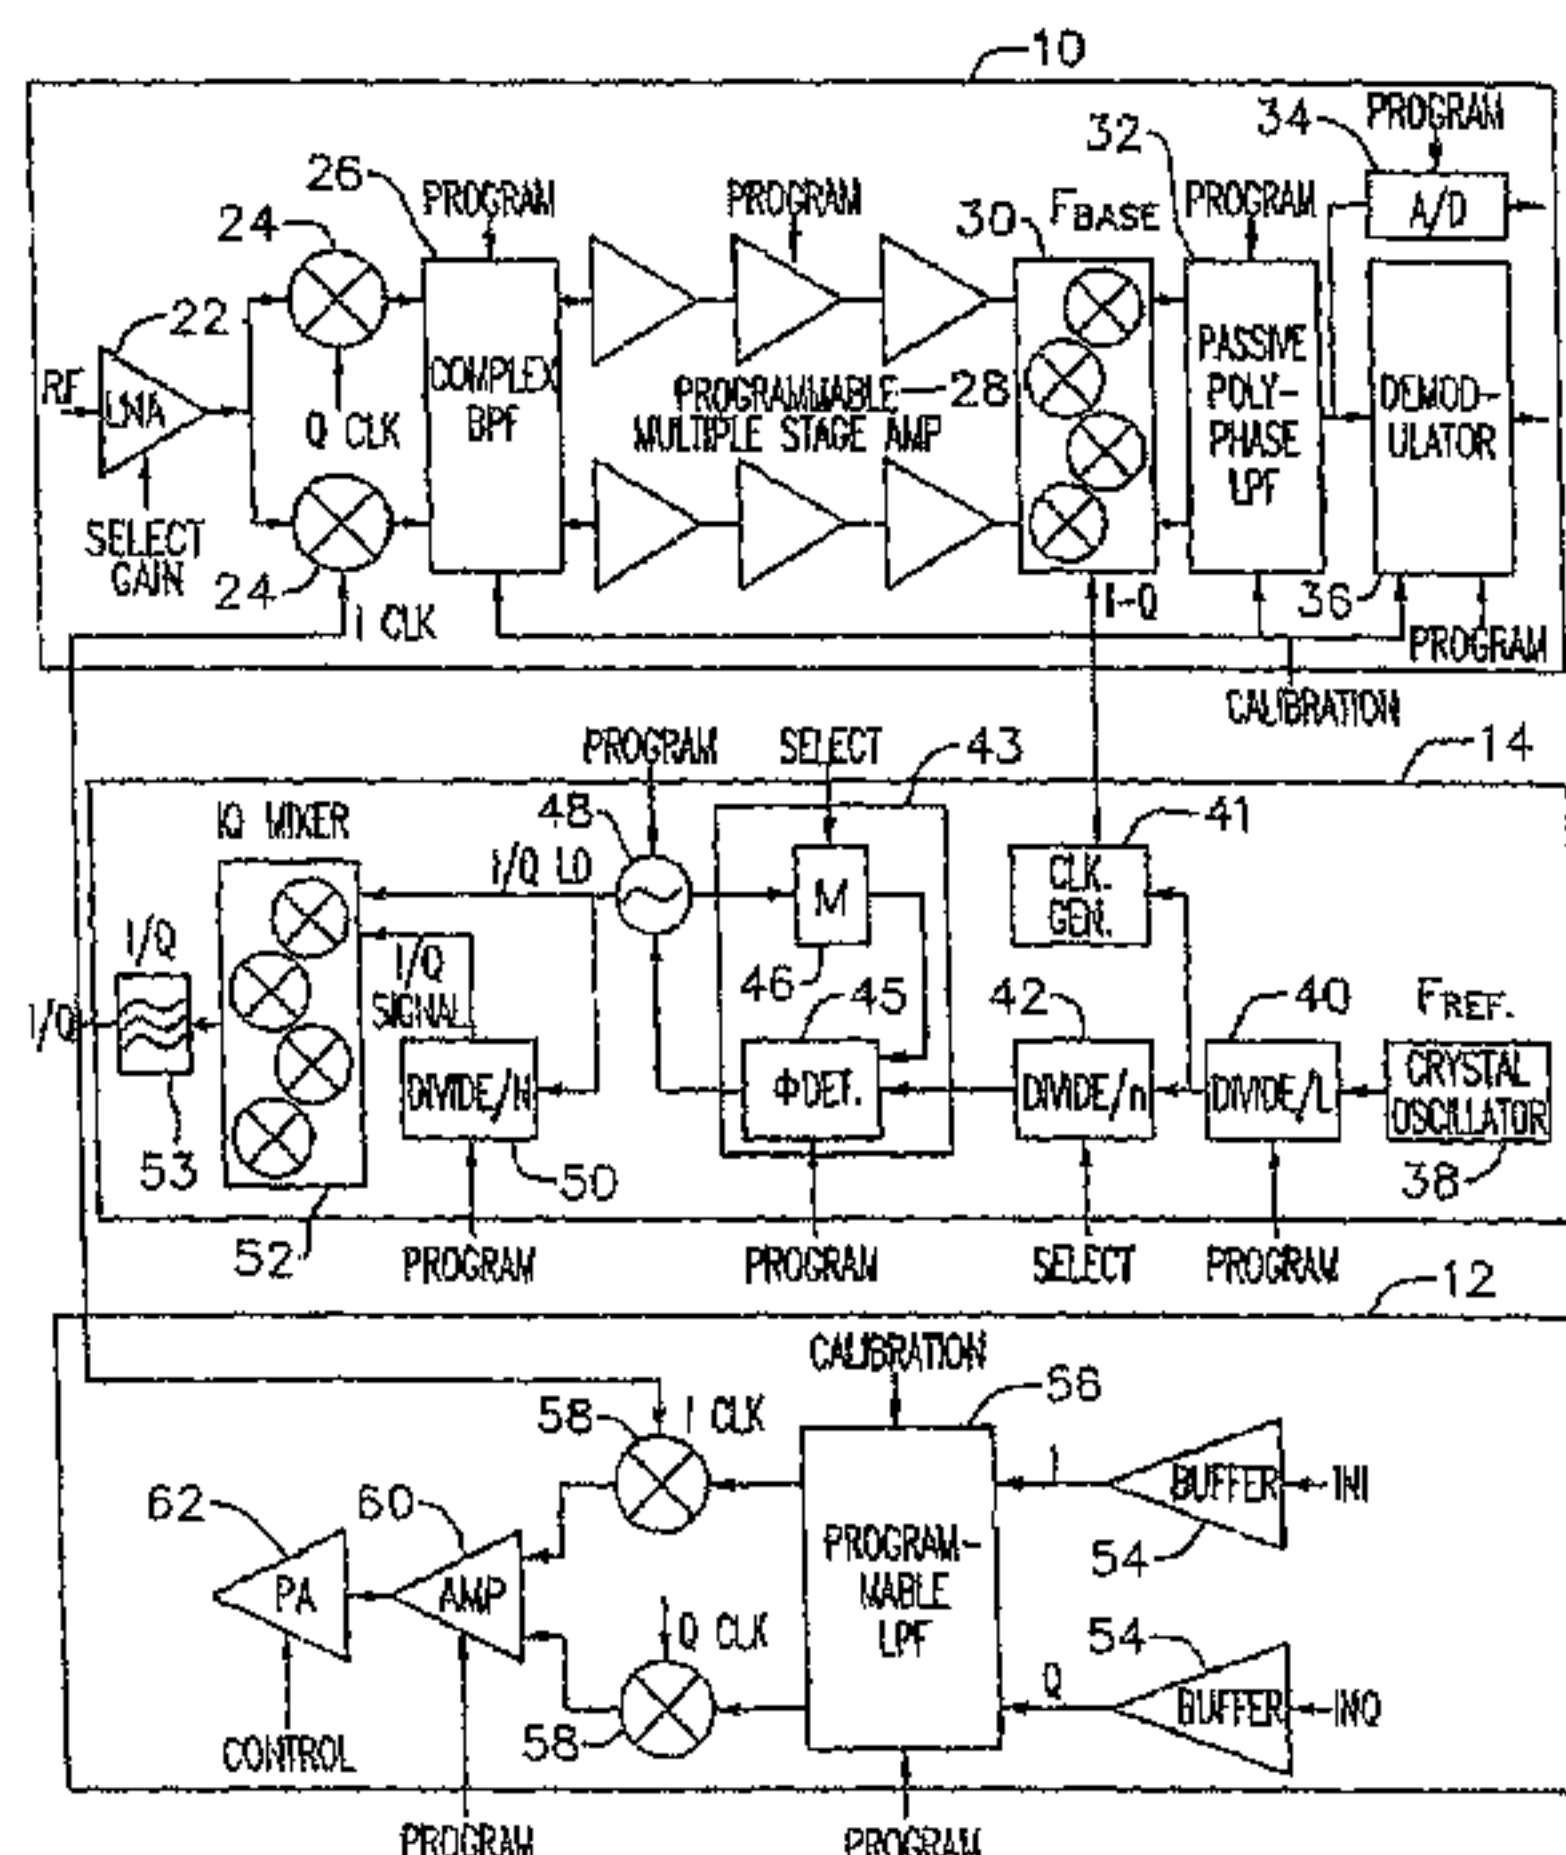 10
PROGRAM
34
32
26
PROGRAM
PROGRAM
FBASE
PROGRAM
A/D
24
30
22
RF
LNA
COMPLEX
BPF
PASSIVE
POLY-
PHASE
LPF
DEMOD-
ULATOR
Q CLK
PROGRAMMABLE
28
MULTIPLE STAGE AMP
SELECT
GAIN
24
I CLK
I-Q
36
PROGRAM
CALIBRATION
PROGRAM
SELECT
43
14
IQ MIXER
48
41
I/Q LO
M
CLK.
GEN.
I/Q
I/Q
SIGNAL
46
45
42
40
FREF.
I/Q
DIVIDE/N
ΦDET.
DIVIDE/n
DIVIDE/L
CRYSTAL
OSCILLATOR
53
50
38
52
PROGRAM
PROGRAM
SELECT
PROGRAM
12
CALIBRATION
58
I CLK
56
I
BUFFER
INI
62
60
54
PA
AMP
PROGRAM-
MABLE
LPF
Q CLK
54
Q
BUFFER
INQ
58
CONTROL
PROGRAM
PROGRAM